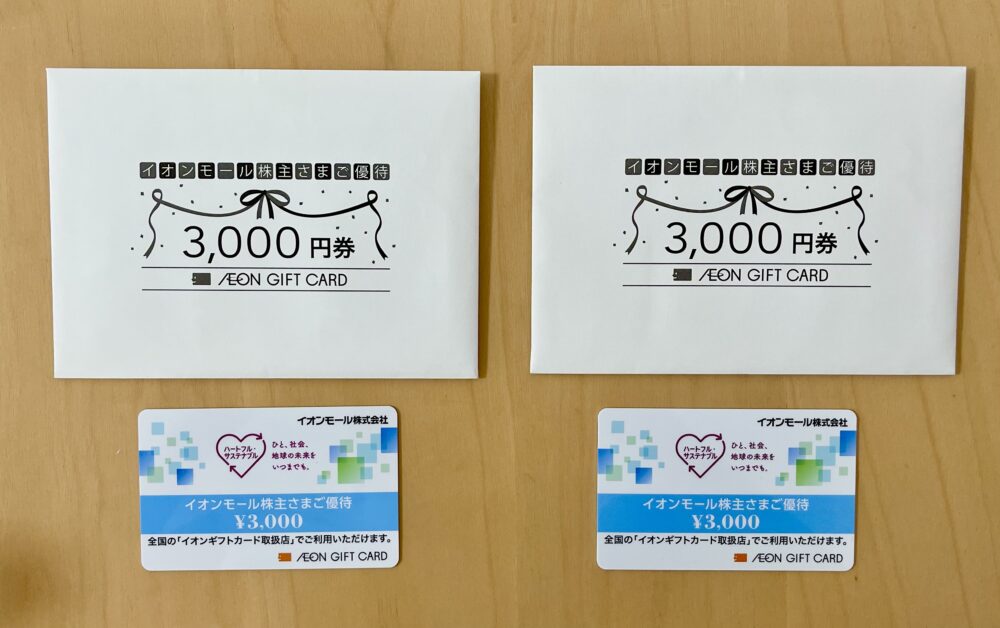 イオンモール株主さまご優待
3,000円券
ÆON GIFT CARD
イオンモール株主さまご優待
3,000円券
ÆON GIFT CARD
イオンモール株式会社
ハートフル・
サステナブル
ひと、社会、
地球の未来を
いつまでも。
イオンモール株主さまご優待
¥3,000
全国の「イオンギフトカード取扱店」でご利用いただけます。
ÆON GIFT CARD
イオンモール株式会社
ハートフル・
サステナブル
ひと、社会、
地球の未来を
いつまでも。
イオンモール株主さまご優待
¥3,000
全国の「イオンギフトカード取扱店」でご利用いただけます。
ÆON GIFT CARD